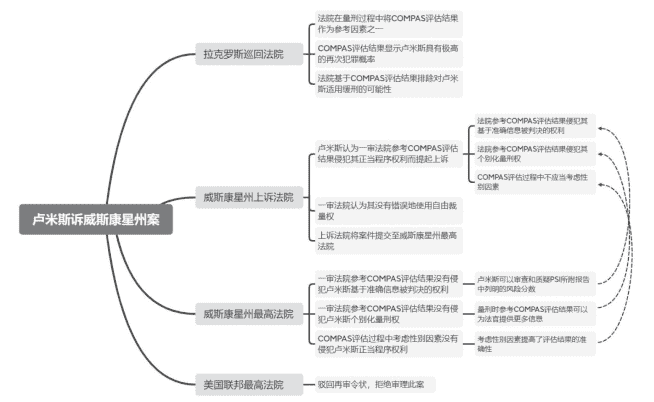 卢米斯诉威斯康星州案
拉克罗斯巡回法院
法院在量刑过程中将COMPAS评估结果
作为参考因素之一
COMPAS评估结果显示卢米斯具有极高
的再次犯罪概率
法院基于COMPAS评估结果排除对卢米
斯适用缓刑的可能性
威斯康星州上诉法院
卢米斯认为一审法院参考COMPAS评估
结果侵犯其正当程序权利而提起上诉
法院参考COMPAS评估结果侵犯其
基于准确信息被判决的权利
法院参考COMPAS评估结果侵犯其
个别化量刑权
COMPAS评估过程中不应当考虑性
别因素
一审法院认为其没有错误地使用自由裁
量权
上诉法院将案件提交至威斯康星州最高
法院
威斯康星州最高法院
一审法院参考COMPAS评估结果没有侵
犯卢米斯基于准确信息被判决的权利
卢米斯可以审查和质疑PSI所附报告
中列明的风险分数
一审法院参考COMPAS评估结果没有侵
犯卢米斯个别化量刑权
量刑时参考COMPAS评估结果可以
为法官提供更多信息
COMPAS评估过程中考虑性别因素没有
侵犯卢米斯正当程序权利
考虑性别因素提高了评估结果的准
确性
美国联邦最高法院
驳回再审令状，拒绝审理此案